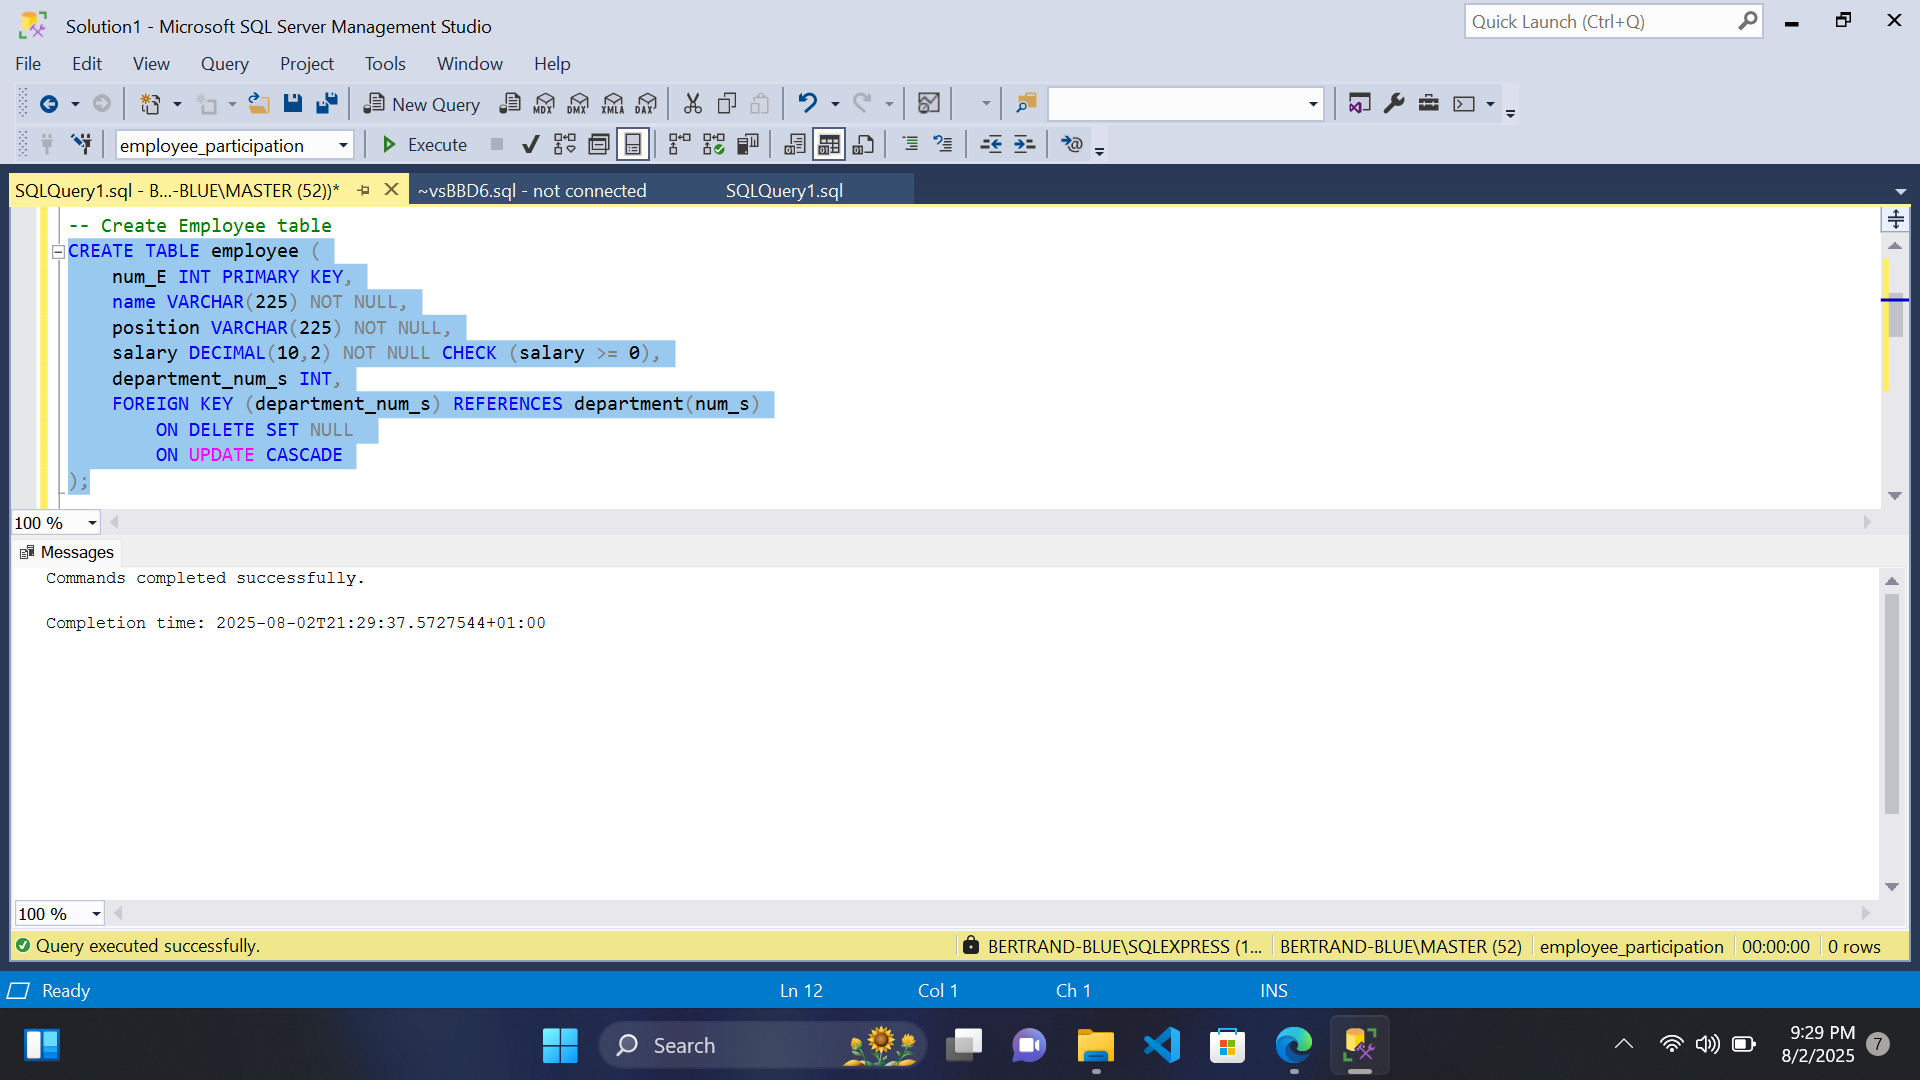 Solution1 - Microsoft SQL Server Management Studio
Quick Launch (Ctrl+Q)
File Edit View Query Project Tools Window Help
New Query MDX DMX XMLA DAX
employee_participation Execute
SQLQuery1.sql - B...-BLUE\MASTER (52))* ~vsBBD6.sql - not connected SQLQuery1.sql
-- Create Employee table
CREATE TABLE employee (
    num_E INT PRIMARY KEY,
    name VARCHAR(225) NOT NULL,
    position VARCHAR(225) NOT NULL,
    salary DECIMAL(10,2) NOT NULL CHECK (salary >= 0),
    department_num_s INT,
    FOREIGN KEY (department_num_s) REFERENCES department(num_s)
        ON DELETE SET NULL
        ON UPDATE CASCADE
);
100 %
Messages
Commands completed successfully.
Completion time: 2025-08-02T21:29:37.5727544+01:00
100 %
Query executed successfully. BERTRAND-BLUE\SQLEXPRESS (1... BERTRAND-BLUE\MASTER (52) employee_participation 00:00:00 0 rows
Ready Ln 12 Col 1 Ch 1 INS
Search
9:29 PM
8/2/2025
7